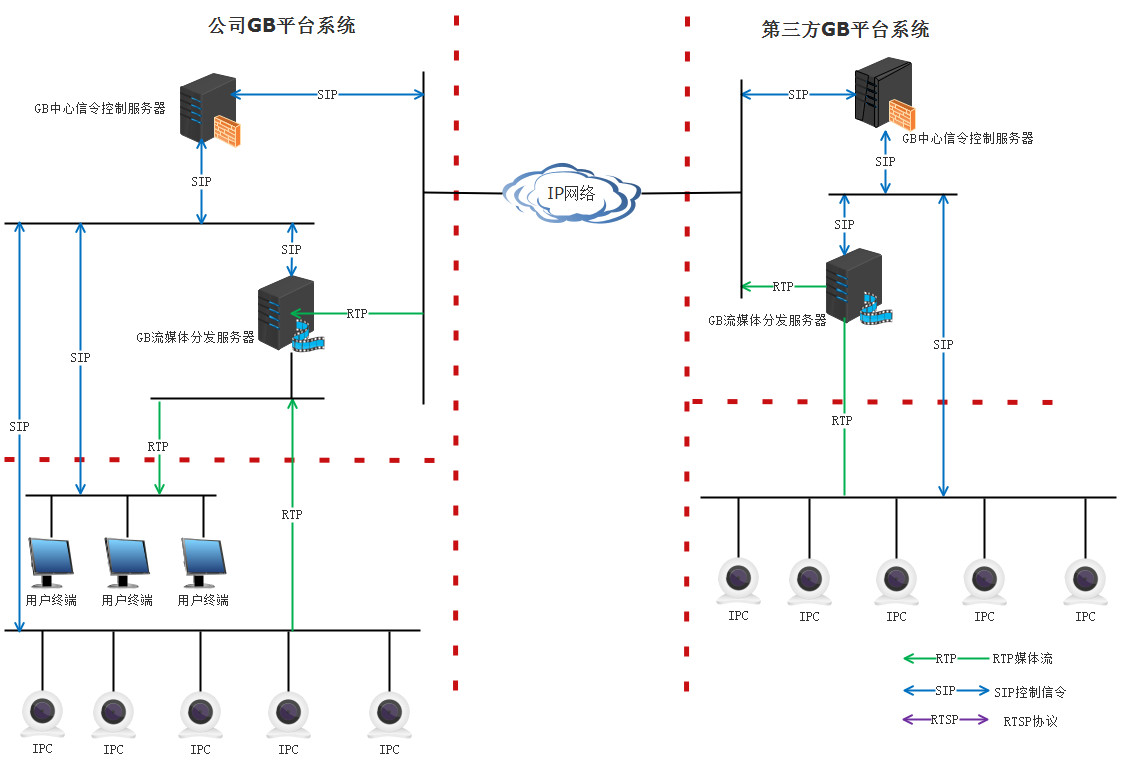 公司GB平台系统
第三方GB平台系统
GB中心信令控制服务器
SIP
SIP
GB中心信令控制服务器
SIP
SIP
IP网络
SIP
SIP
RTP
GB流媒体分发服务器
RTP
GB流媒体分发服务器
SIP
SIP
SIP
RTP
RTP
RTP
用户终端
用户终端
用户终端
IPC
IPC
IPC
IPC
IPC
RTP
RTP媒体流
SIP
SIP控制信令
RTSP
RTSP协议
IPC
IPC
IPC
IPC
IPC